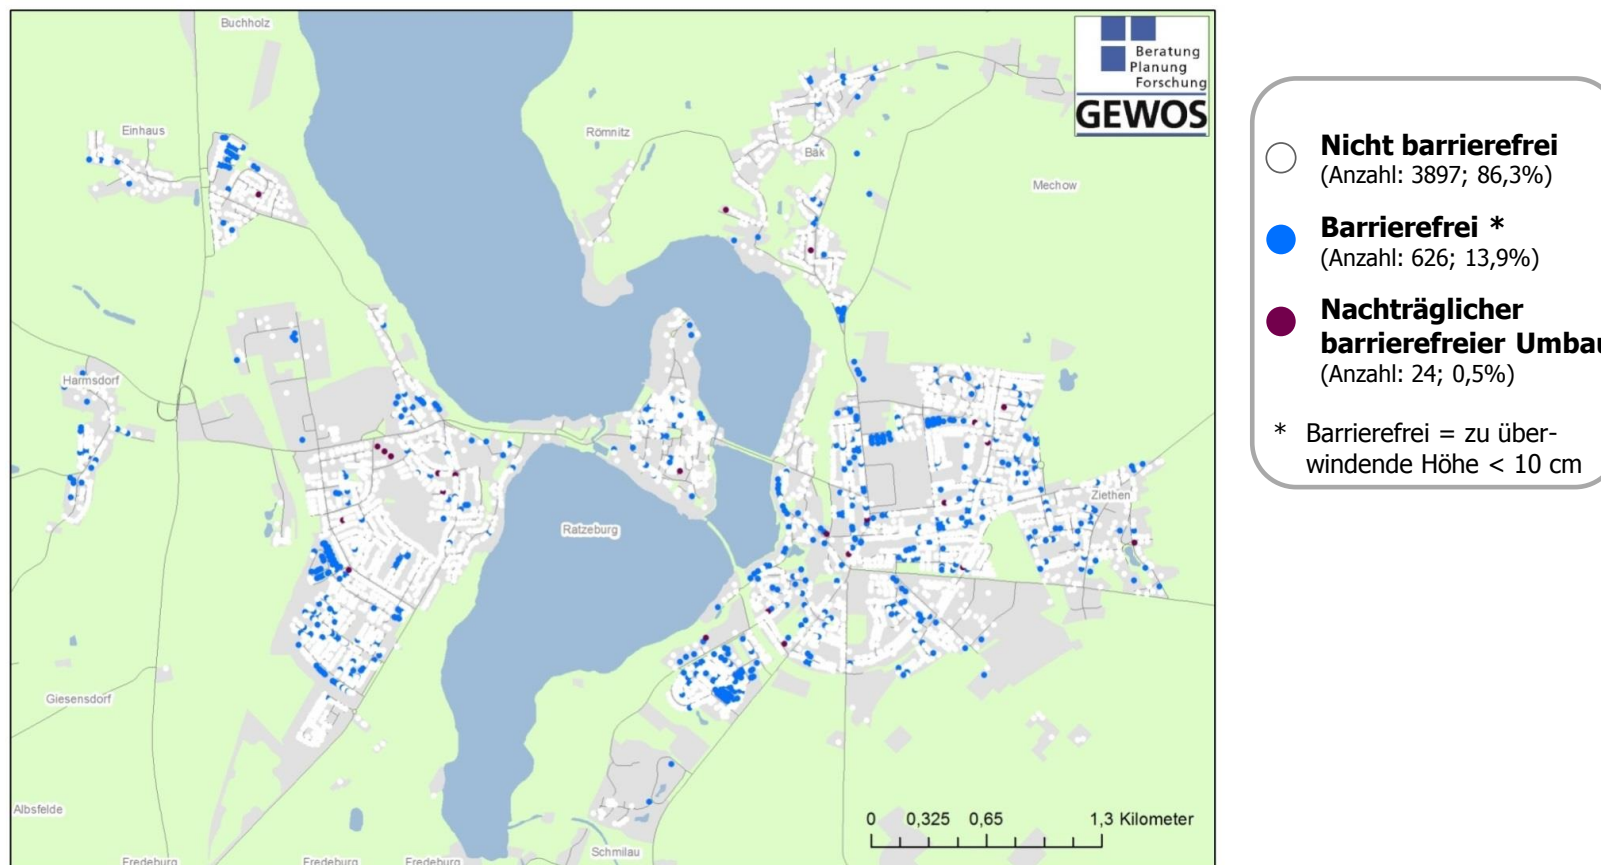 Buchholz
Beratung
Planung
Forschung
GEWOS
Einhaus
Römnitz
Bäk
Mechow
Harmsdorf
Ziethen
Ratzeburg
Giesensdorf
Albsfelde
Fredeburg
Fredeburg
Fredeburg
Schmilau
0 0,325 0,65 1,3 Kilometer
Nicht barrierefrei
(Anzahl: 3897; 86,3%)
Barrierefrei *
(Anzahl: 626; 13,9%)
Nachträglicher
barrierefreier Umbau
(Anzahl: 24; 0,5%)
* Barrierefrei = zu über-
windende Höhe < 10 cm